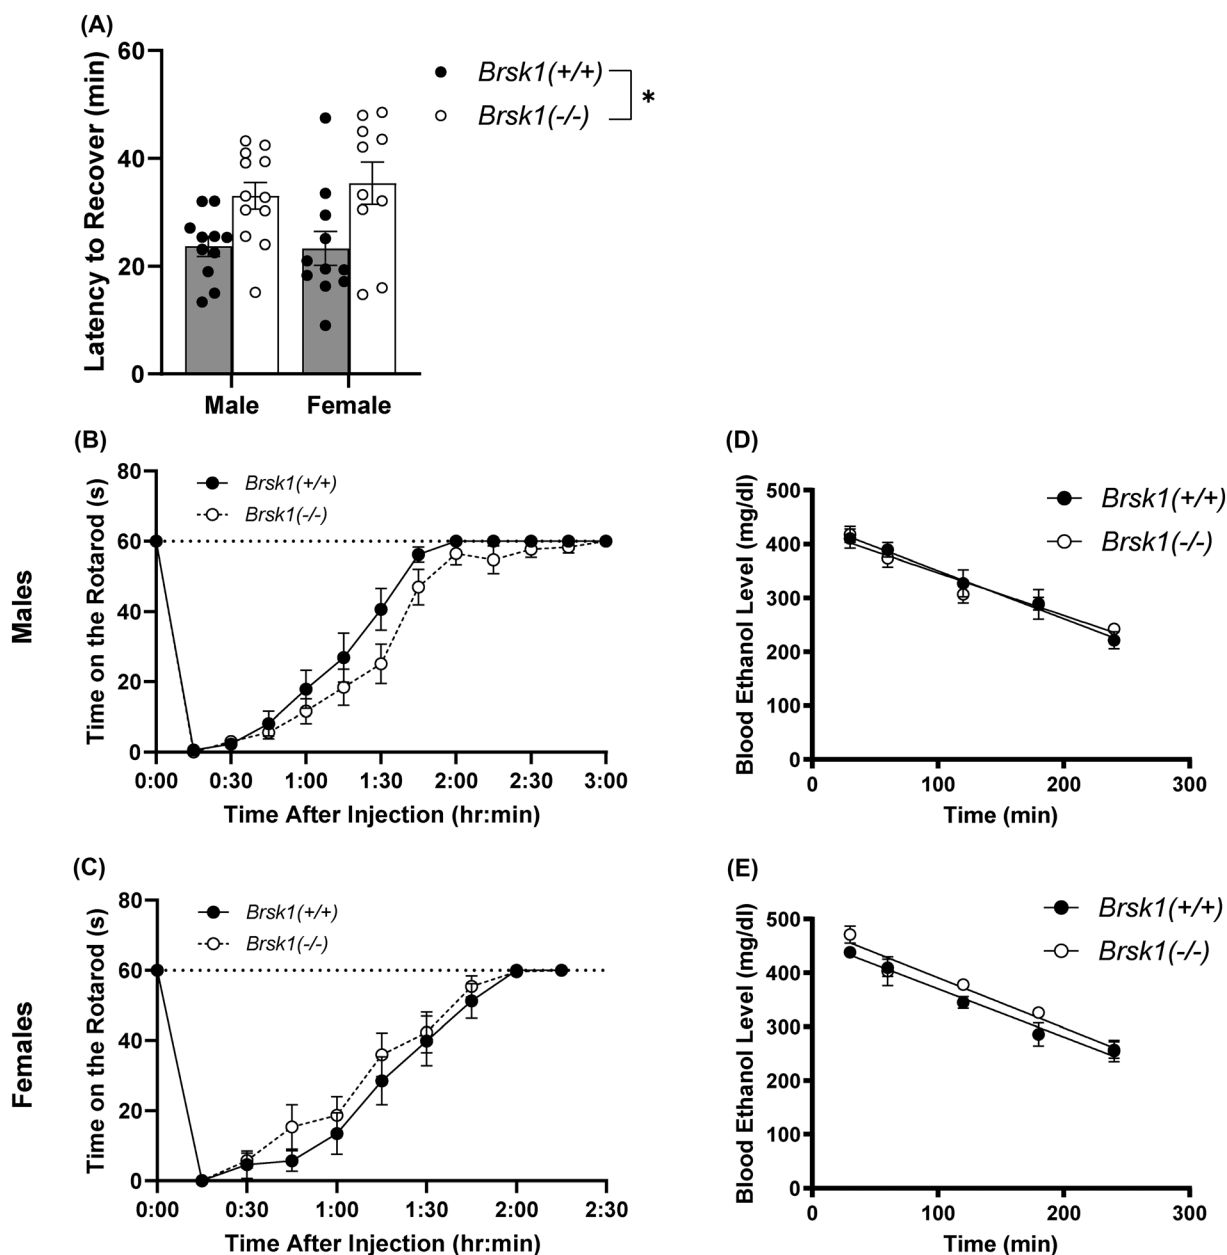 (A)
Latency to Recover (min)
60
40
20
0
Male
Female
Brsk1(+/+)
Brsk1(-/-)
*
Males
(B)
Time on the Rotarod (s)
80
60
40
20
0
Brsk1(+/+)
Brsk1(-/-)
0:00 0:30 1:00 1:30 2:00 2:30 3:00
Time After Injection (hr:min)
(D)
Blood Ethanol Level (mg/dl)
500
400
300
200
100
0
Brsk1(+/+)
Brsk1(-/-)
0 100 200 300
Time (min)
Females
(C)
Time on the Rotarod (s)
80
60
40
20
0
Brsk1(+/+)
Brsk1(-/-)
0:00 0:30 1:00 1:30 2:00 2:30
Time After Injection (hr:min)
(E)
Blood Ethanol Level (mg/dl)
500
400
300
200
100
0
Brsk1(+/+)
Brsk1(-/-)
0 100 200 300
Time (min)